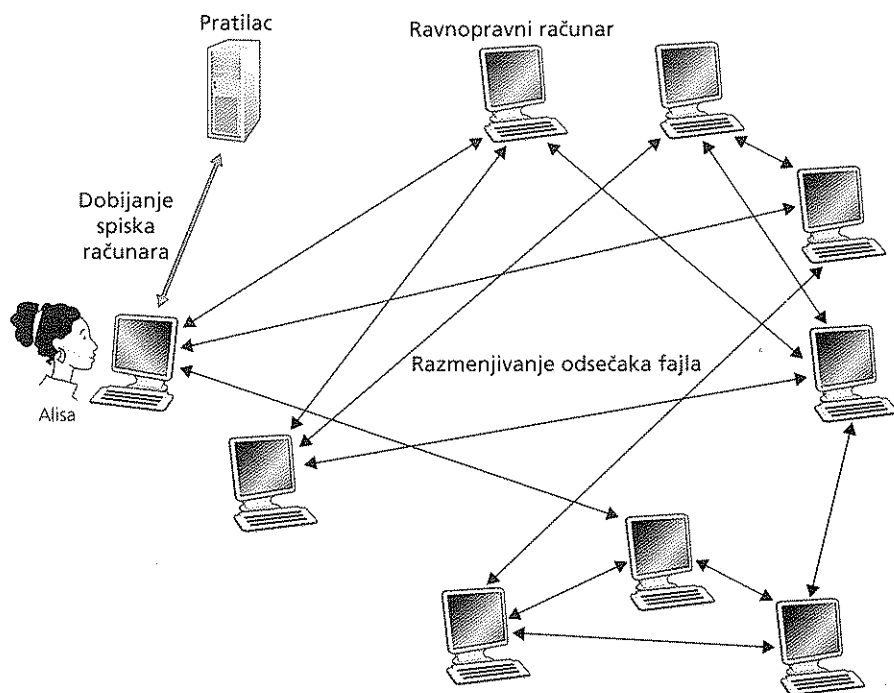 Pratilac
Ravnopravni računar
Dobijanje
spiska
računara
Razmenjivanje odsečaka fajla
Alisa